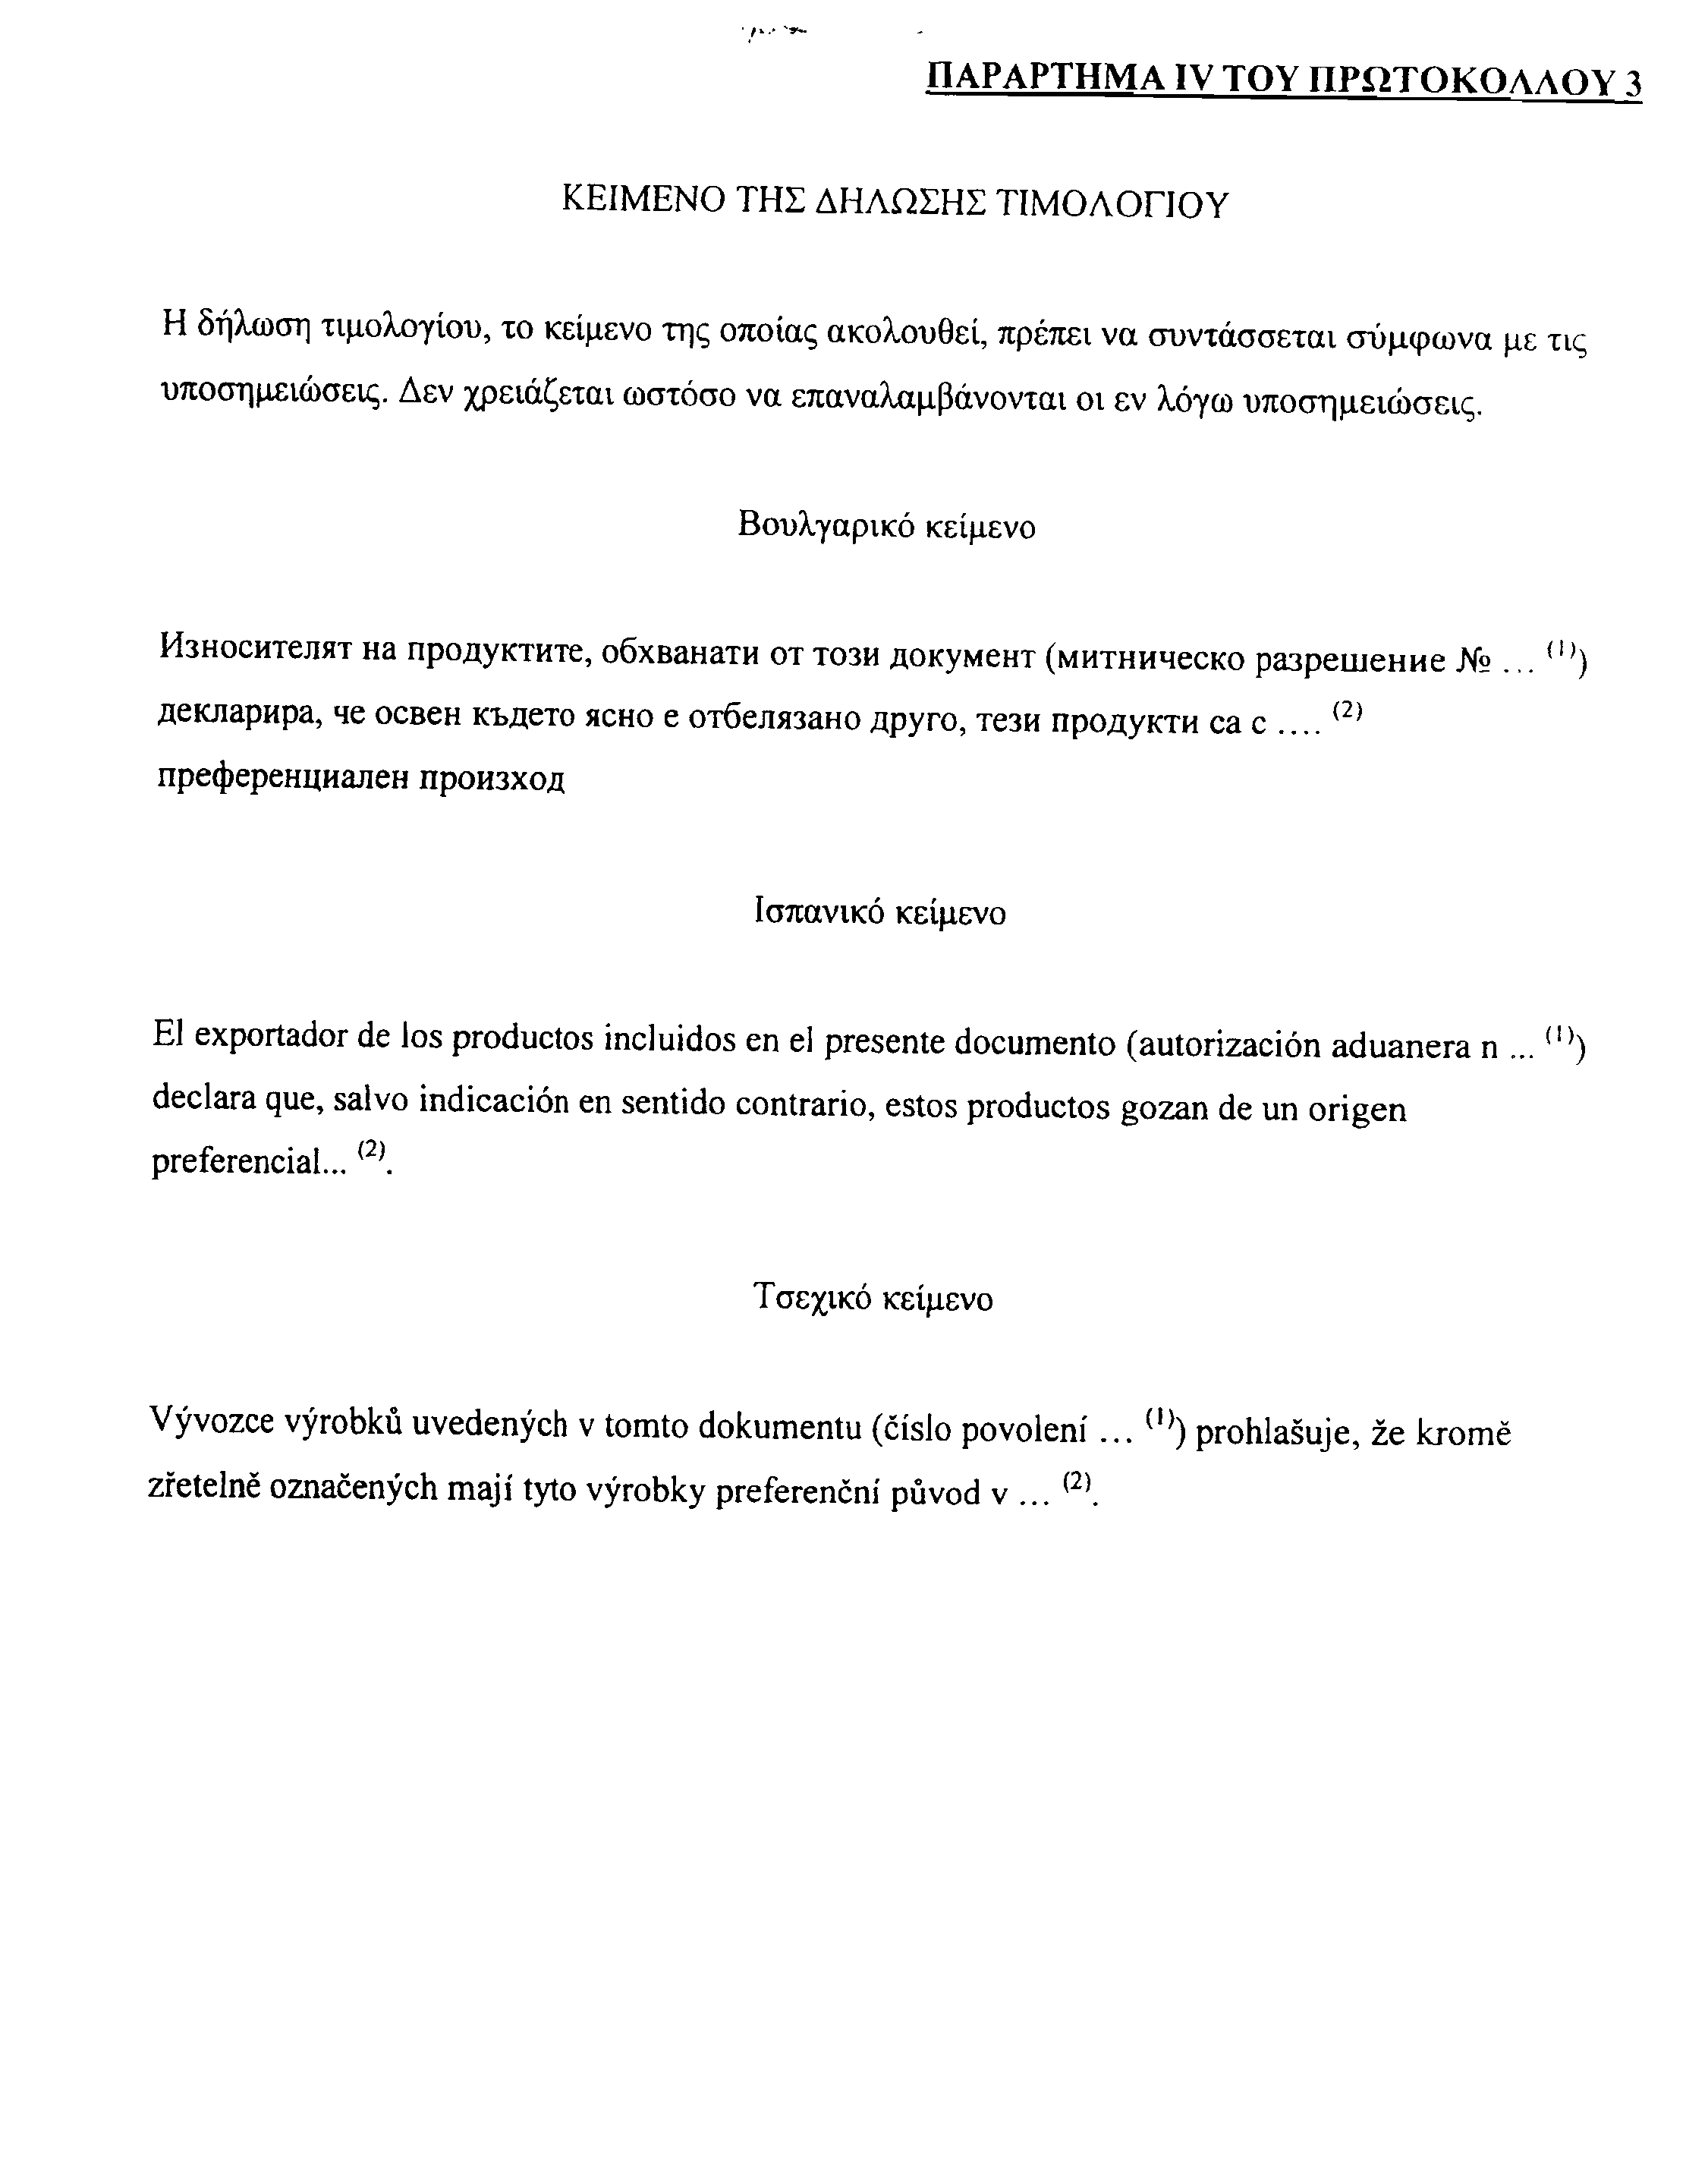 ΠΑΡΑΡΤΗΜΑ IV ΤΟΥ ΠΡΩΤΟΚΟΛΛΟΥ 3
ΚΕΙΜΕΝΟ ΤΗΣ ΔΗΛΩΣΗΣ ΤΙΜΟΛΟΓΙΟΥ
Η δήλωση τιμολογίου, το κείμενο της οποίας ακολουθεί, πρέπει να συντάσσεται σύμφωνα με τις
υποσημειώσεις. Δεν χρειάζεται ωστόσο να επαναλαμβάνονται οι εν λόγω υποσημειώσεις.
Βουλγαρικό κείμενο
Износителят на продуктите, обхванати от този документ (митническо разрешение № … (1))
декларира, че освен където ясно е отбелязано друго, тези продукти са с …. (2)
преференциален произход
Ισπανικό κείμενο
El exportador de los productos incluidos en el presente documento (autorización aduanera n ... (1))
declara que, salvo indicación en sentido contrario, estos productos gozan de un origen
preferencial... (2).
Τσεχικό κείμενο
Vývozce výrobků uvedených v tomto dokumentu (číslo povolení … (1)) prohlašuje, že kromě
zřetelně označených mají tyto výrobky preferenční původ v … (2).